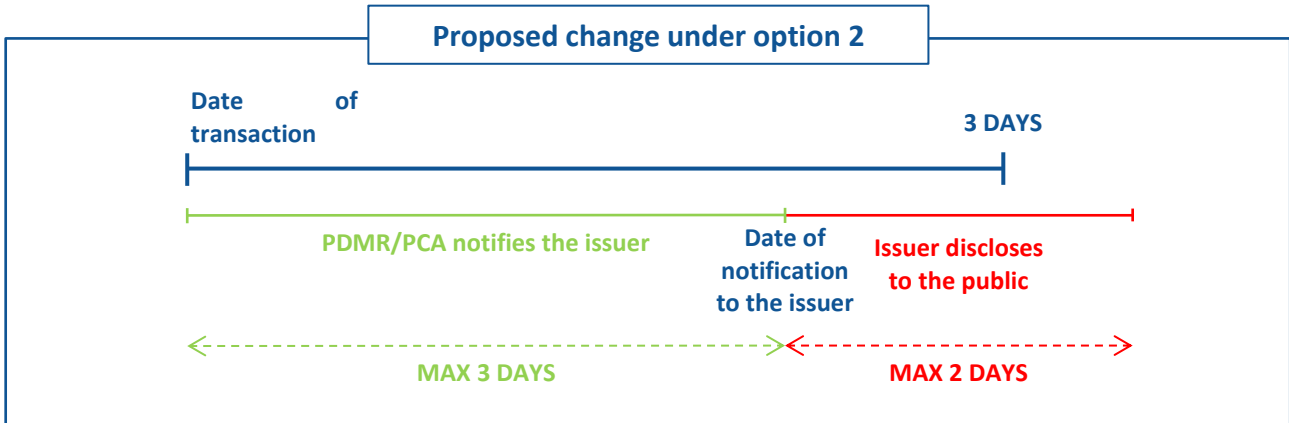 Proposed change under option 2
Date of
transaction
3 DAYS
PDMR/PCA notifies the issuer
Date of
notification
to the issuer
Issuer discloses
to the public
MAX 3 DAYS
MAX 2 DAYS